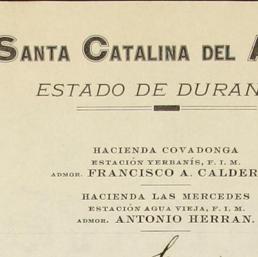 SANTA CATALINA DEL
ESTADO DE DURAN
HACIENDA COVADONGA
ESTACIÓN YERBANÍS, F. I. M.
ADMOR. FRANCISCO A. CALDER
HACIENDA LAS MERCEDES
ESTACIÓN AGUA VIEJA, F. I. M.
ADMOR. ANTONIO HERRAN.